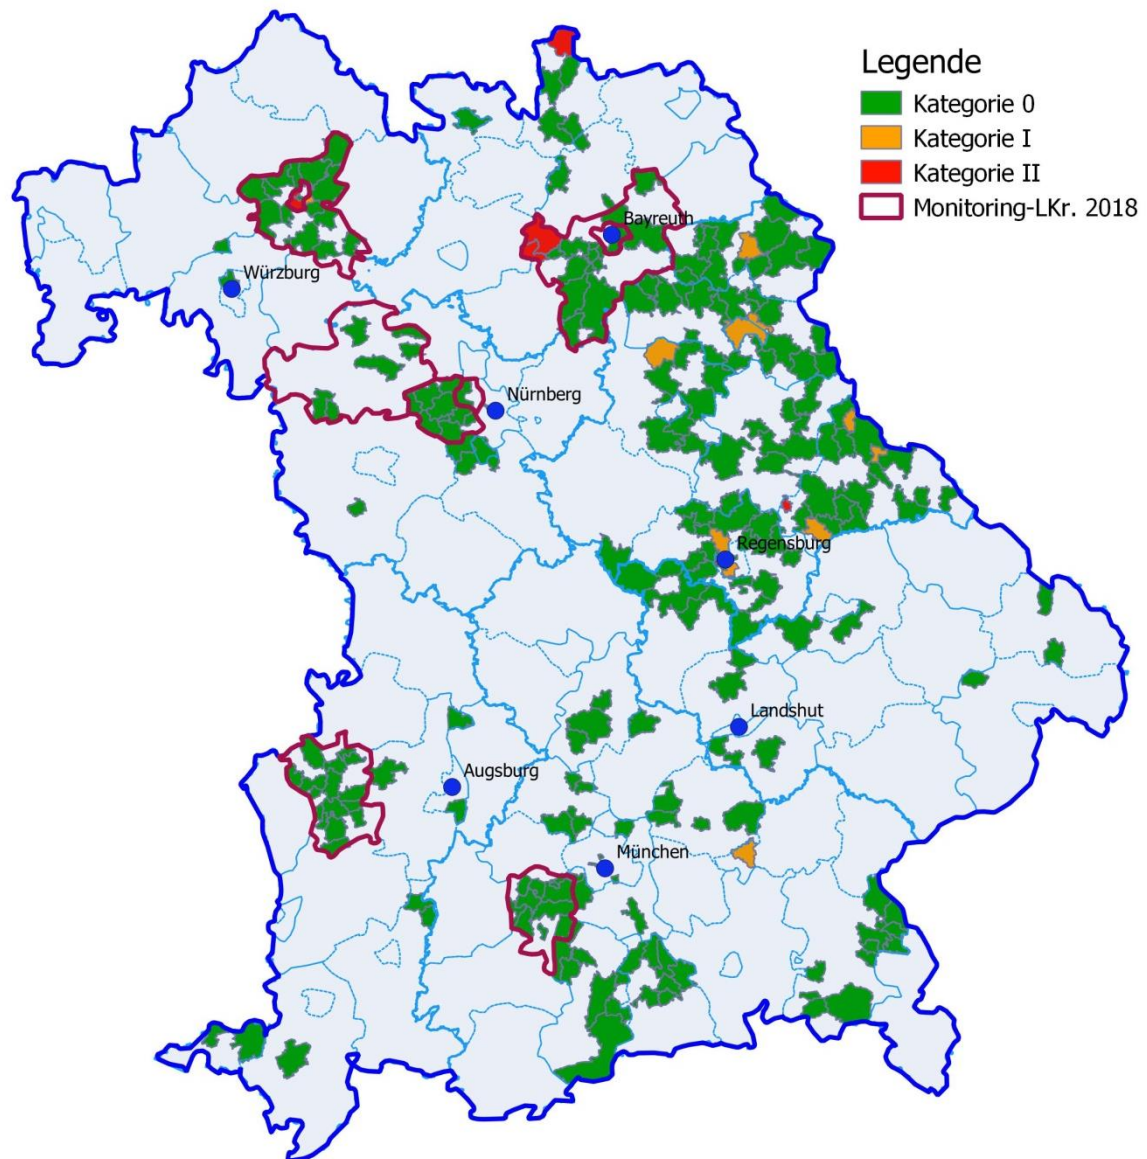 Legende
Kategorie 0
Kategorie I
Kategorie II
Monitoring-LKr. 2018
Bayreuth
Würzburg
Nürnberg
Regensburg
Landshut
Augsburg
München